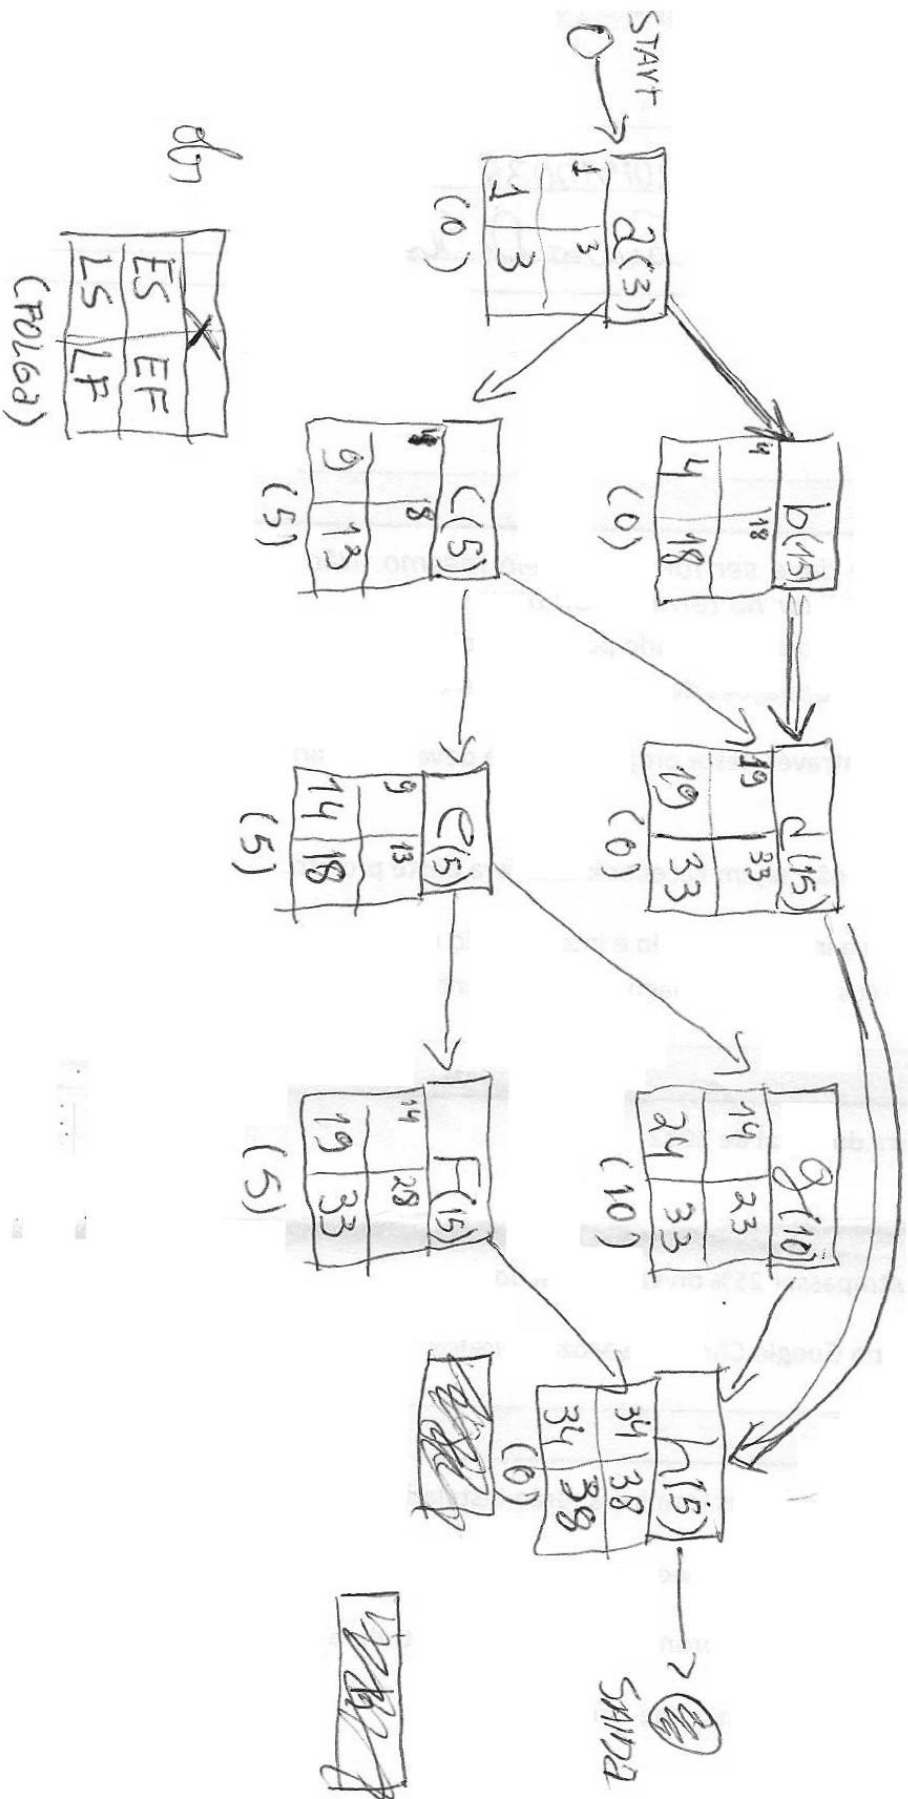 START
a(3)
1 3
1 3
(0)
b(15)
4 18
4 18
(0)
C(5)
4 8
9 13
(5)
d(15)
19 33
19 33
(0)
e(5)
9 13
14 18
(5)
g(10)
14 23
24 33
(10)
F(15)
14 28
19 33
(5)
h(5)
34 38
34 38
(0)
SAIDA
X
ES EF
LS LF
(FOLGA)